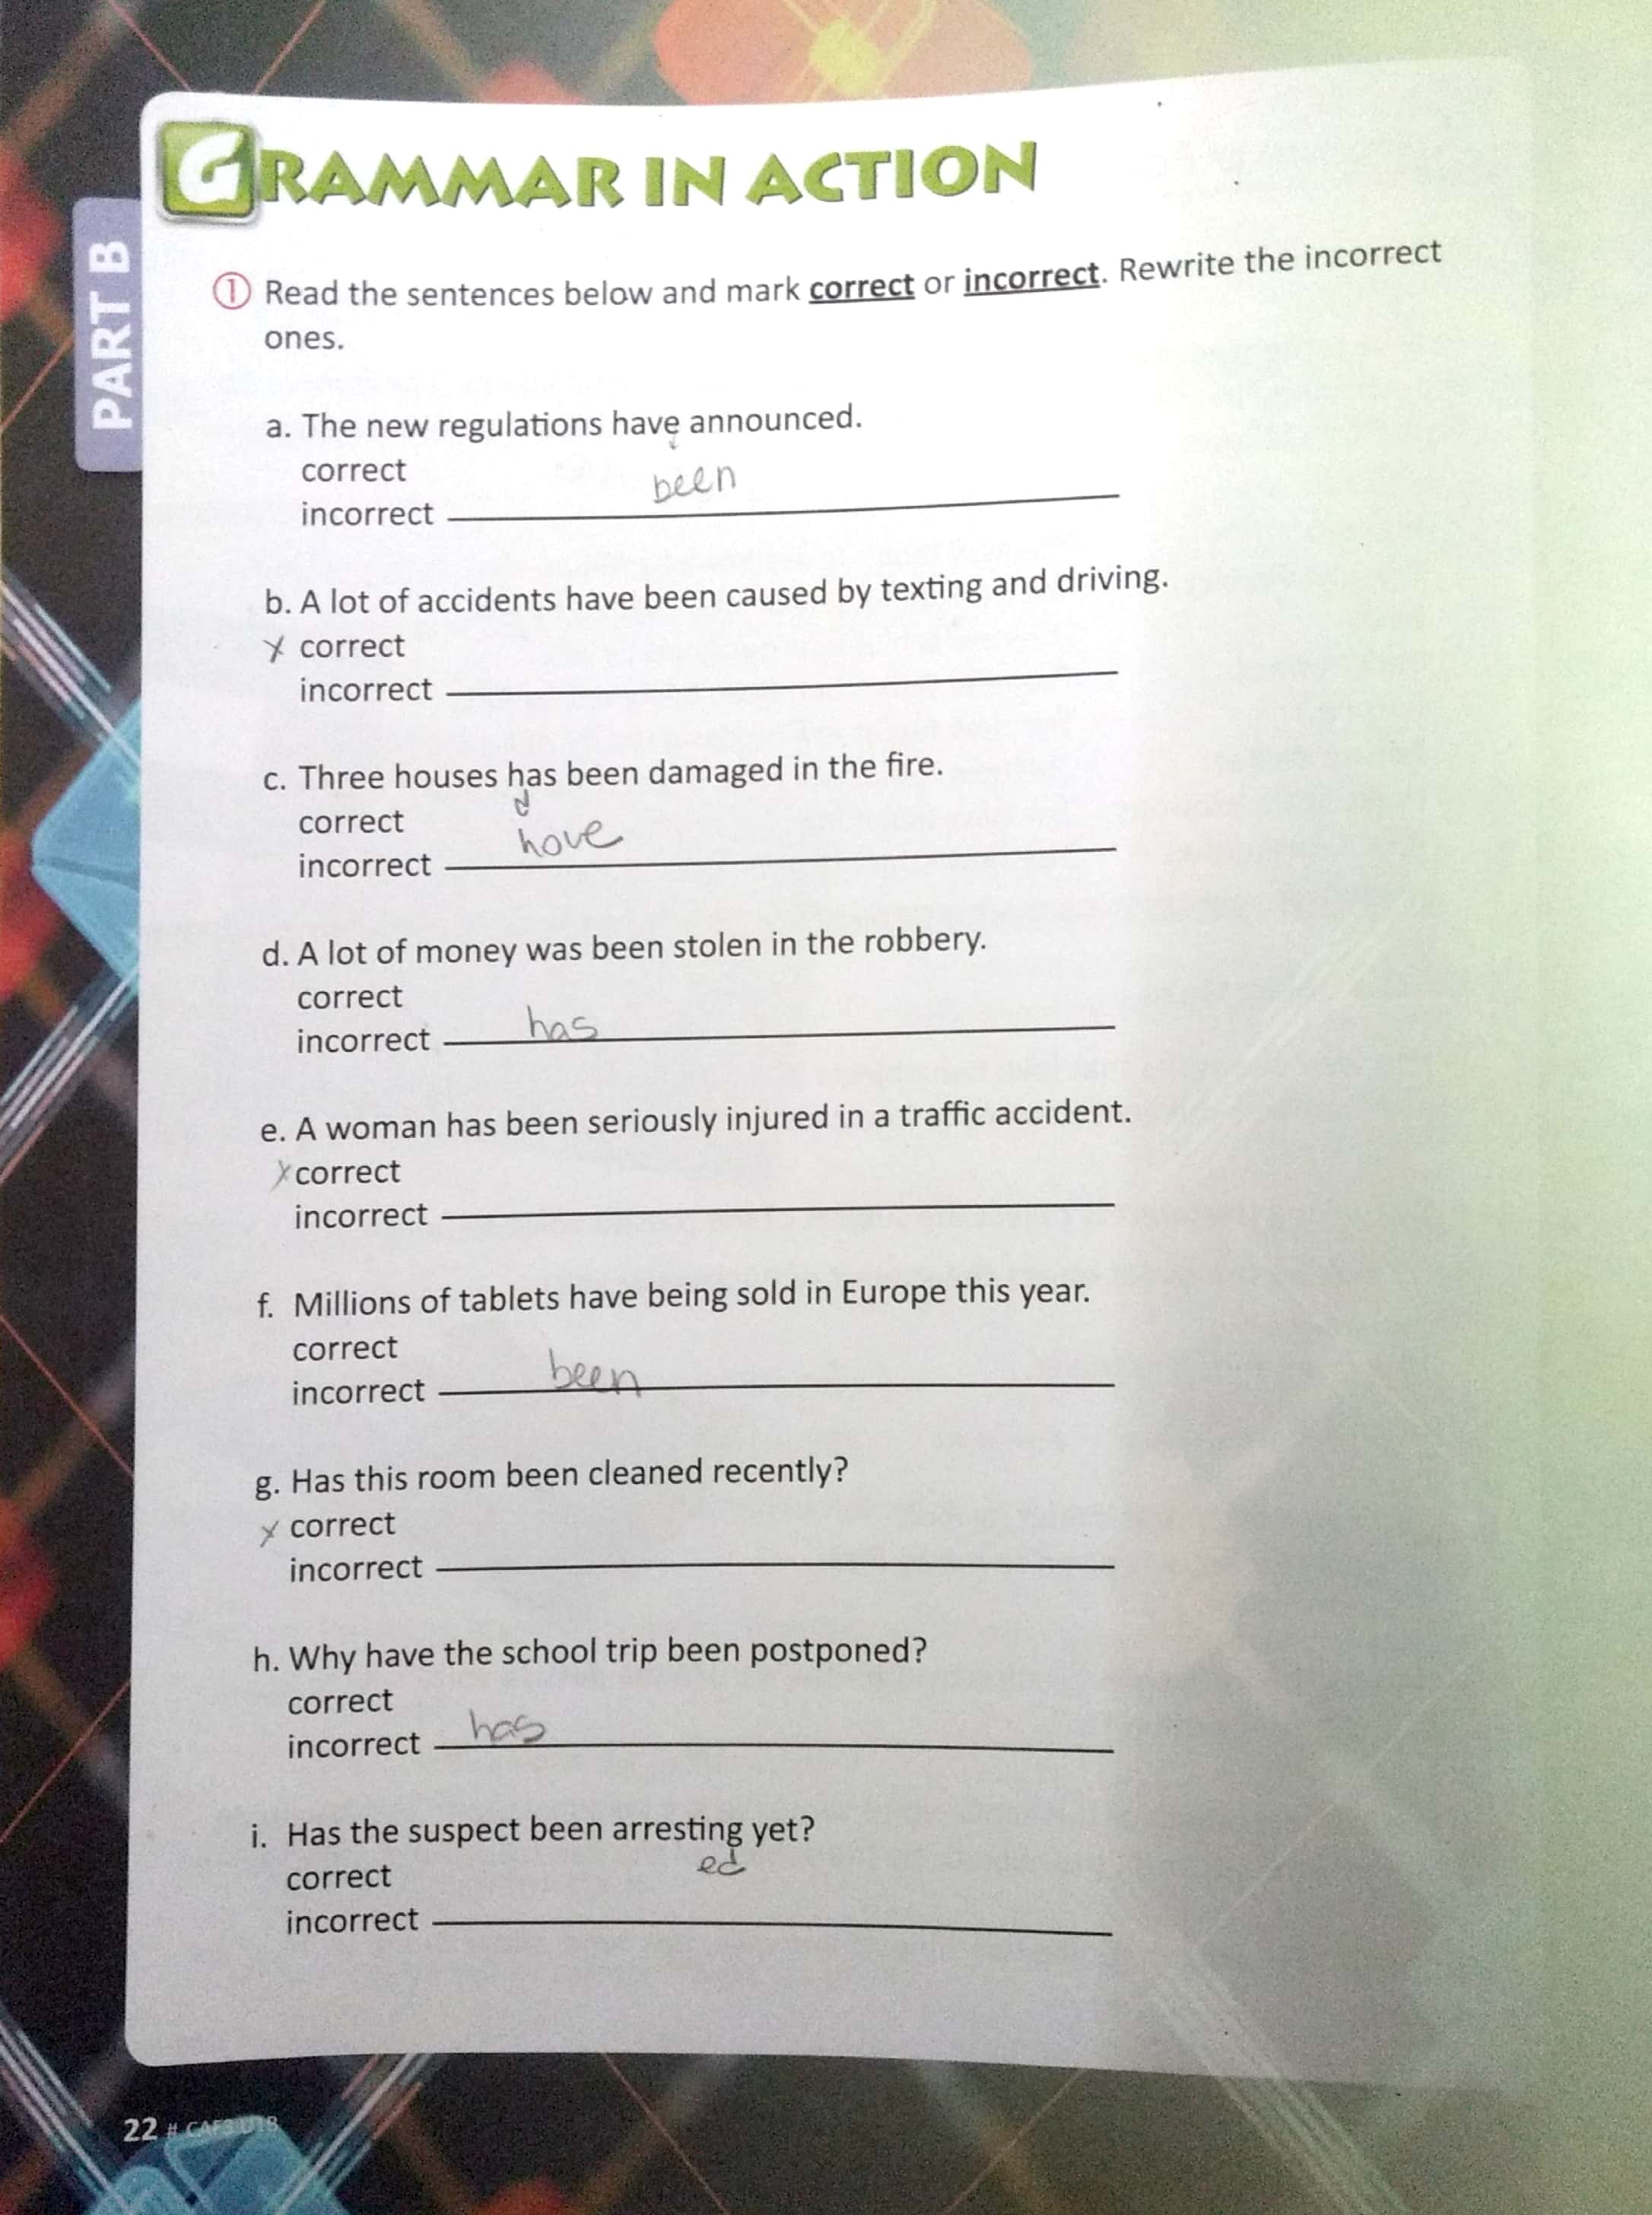 GRAMMAR IN ACTION
PART B
1 Read the sentences below and mark correct or incorrect. Rewrite the incorrect
ones.
a. The new regulations have announced.
correct
been
incorrect
b. A lot of accidents have been caused by texting and driving.
X correct
incorrect
c. Three houses has been damaged in the fire.
correct
have
incorrect
d. A lot of money was been stolen in the robbery.
correct
incorrect has
e. A woman has been seriously injured in a traffic accident.
X correct
incorrect
f. Millions of tablets have being sold in Europe this year.
correct
incorrect been
g. Has this room been cleaned recently?
X correct
incorrect
h. Why have the school trip been postponed?
correct
incorrect has
i. Has the suspect been arresting yet?
ed
correct
incorrect
22 # CAF3 U1B